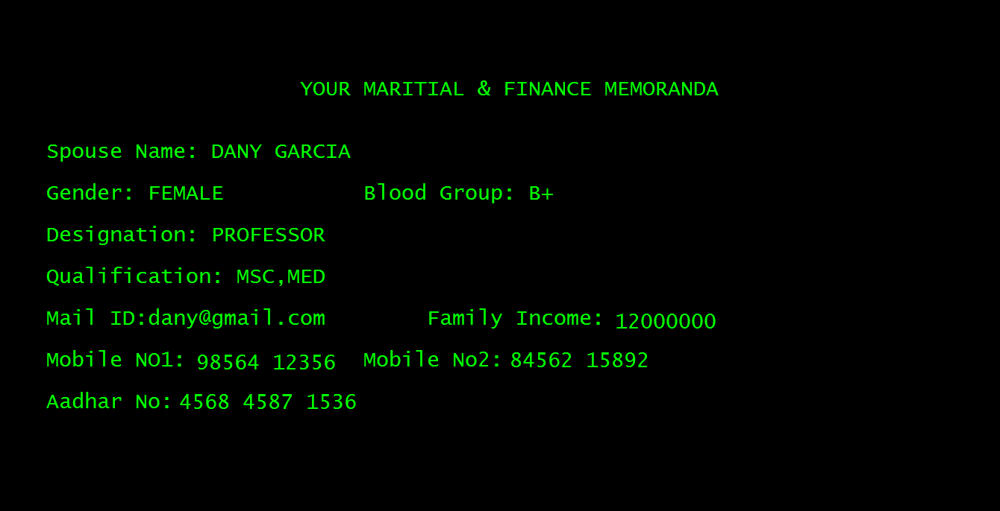 YOUR MARITIAL & FINANCE MEMORANDA
Spouse Name: DANY GARCIA
Gender: FEMALE Blood Group: B+
Designation: PROFESSOR
Qualification: MSC,MED
Mail ID:dany@gmail.com Family Income: 12000000
Mobile NO1: 98564 12356 Mobile No2: 84562 15892
Aadhar No: 4568 4587 1536